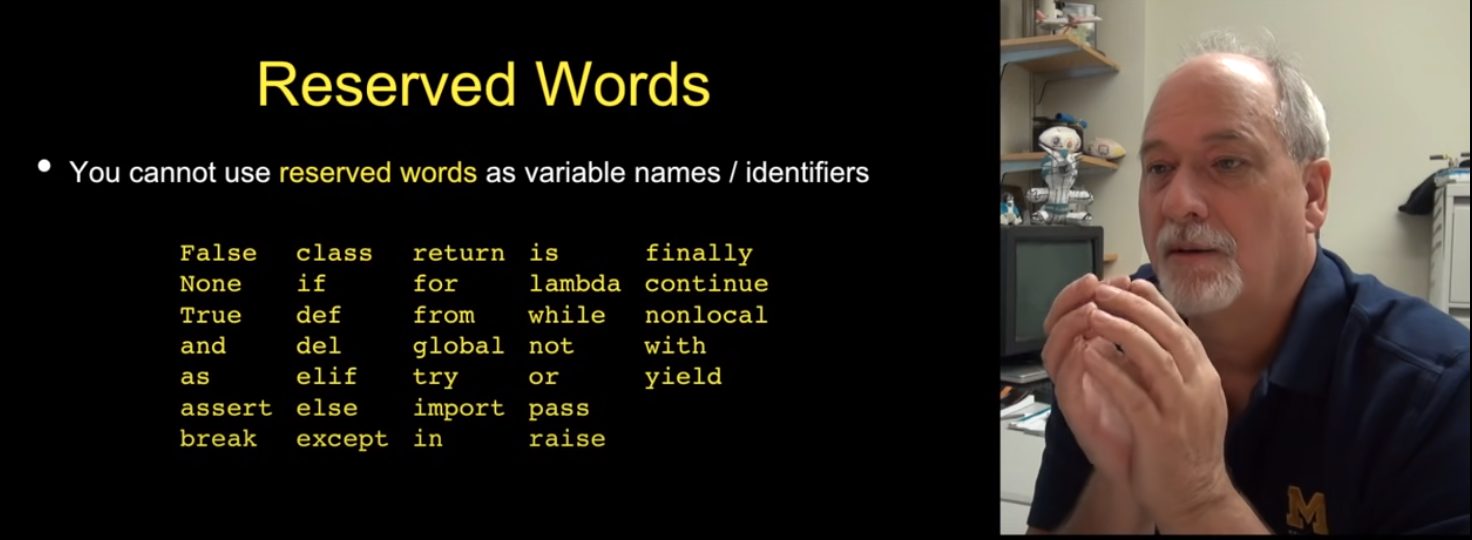 Reserved Words
• You cannot use reserved words as variable names / identifiers
False class return is finally
None if for lambda continue
True def from while nonlocal
and del global not with
as elif try or yield
assert else import pass
break except in raise
M